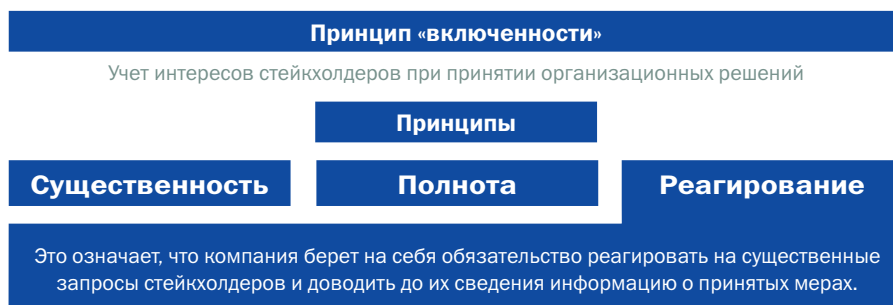 Принцип «включенности»
Учет интересов стейкхолдеров при принятии организационных решений
Принципы
Существенность
Полнота
Реагирование
Это означает, что компания берет на себя обязательство реагировать на существенные
запросы стейкхолдеров и доводить до их сведения информацию о принятых мерах.